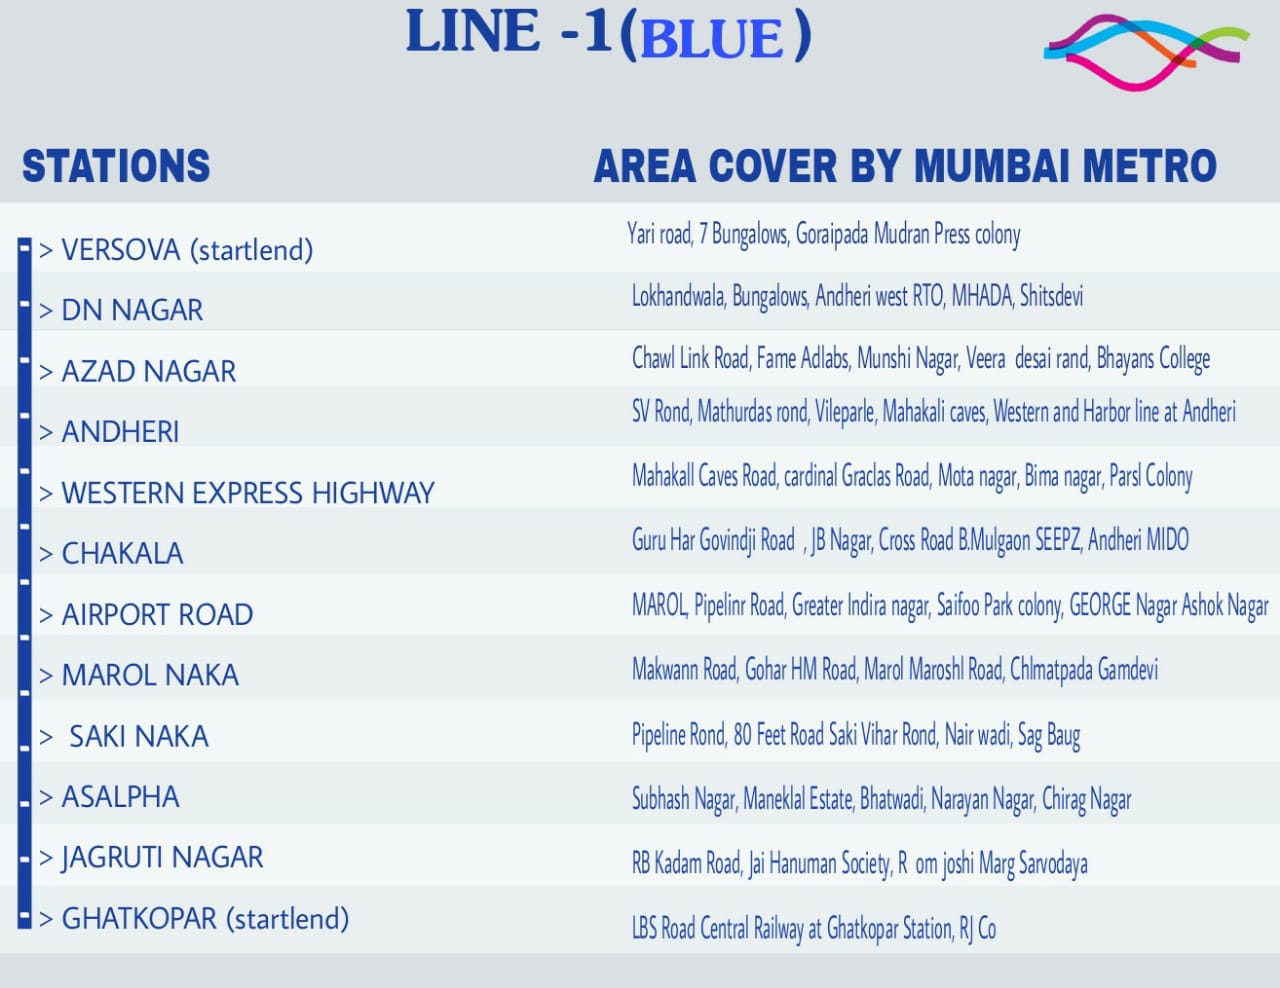 LINE -1(BLUE )
STATIONS
AREA COVER BY MUMBAI METRO
> VERSOVA (startlend)
Yari road, 7 Bungalows, Goraipada Mudran Press colony
> DN NAGAR
Lokhandwala, Bungalows, Andheri west RTO, MHADA, Shitsdevi
> AZAD NAGAR
Chawl Link Road, Fame Adlabs, Munshi Nagar, Veera desai rand, Bhayans College
> ANDHERI
SV Rond, Mathurdas rond, Vileparle, Mahakali caves, Western and Harbor line at Andheri
> WESTERN EXPRESS HIGHWAY
Mahakall Caves Road, cardinal Graclas Road, Mota nagar, Bima nagar, Parsl Colony
> CHAKALA
Guru Har Govindji Road , JB Nagar, Cross Road B.Mulgaon SEEPZ, Andheri MIDO
> AIRPORT ROAD
MAROL, Pipelinr Road, Greater Indira nagar, Saifoo Park colony, GEORGE Nagar Ashok Nagar
> MAROL NAKA
Makwann Road, Gohar HM Road, Marol Maroshl Road, Chlmatpada Gamdevi
> SAKI NAKA
Pipeline Rond, 80 Feet Road Saki Vihar Rond, Nair wadi, Sag Baug
> ASALPHA
Subhash Nagar, Maneklal Estate, Bhatwadi, Narayan Nagar, Chirag Nagar
> JAGRUTI NAGAR
RB Kadam Road, Jai Hanuman Society, R om joshi Marg Sarvodaya
> GHATKOPAR (startlend)
LBS Road Central Railway at Ghatkopar Station, RJ Co